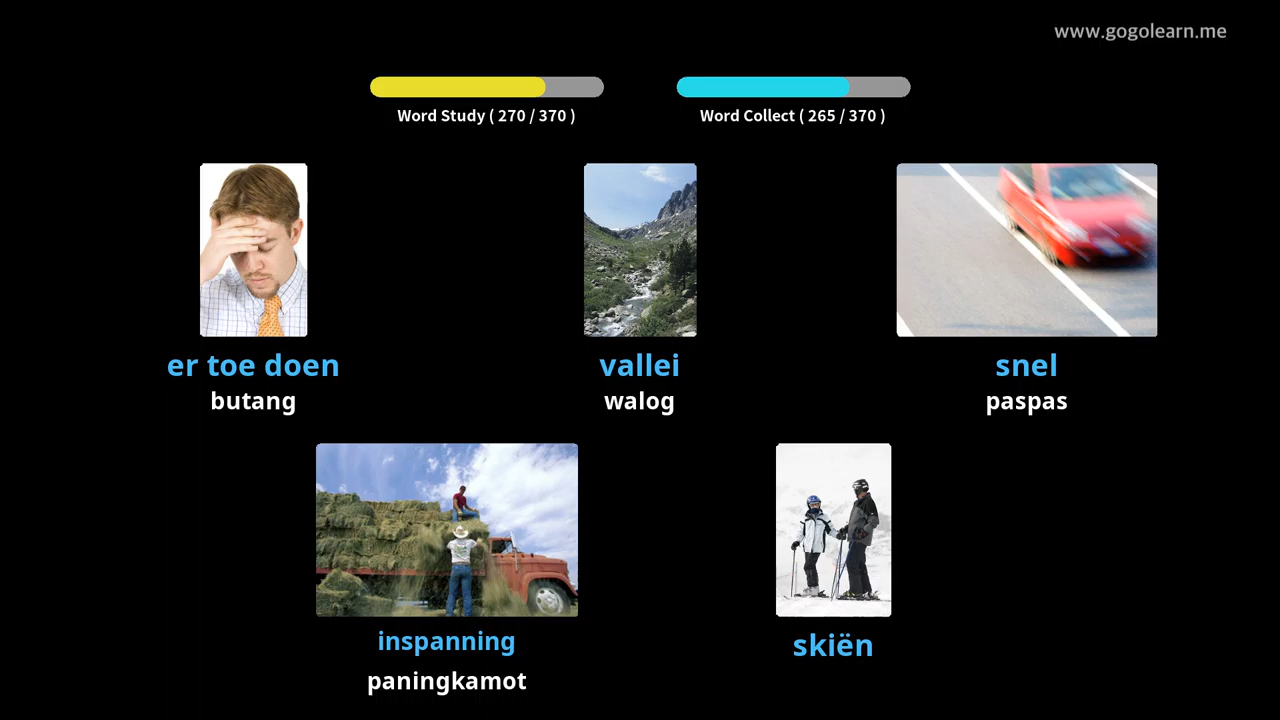 www.gogolearn.me
Word Study ( 270 / 370 )
Word Collect ( 265 / 370 )
er toe doen
butang
vallei
walog
snel
paspas
inspanning
paningkamot
skiën